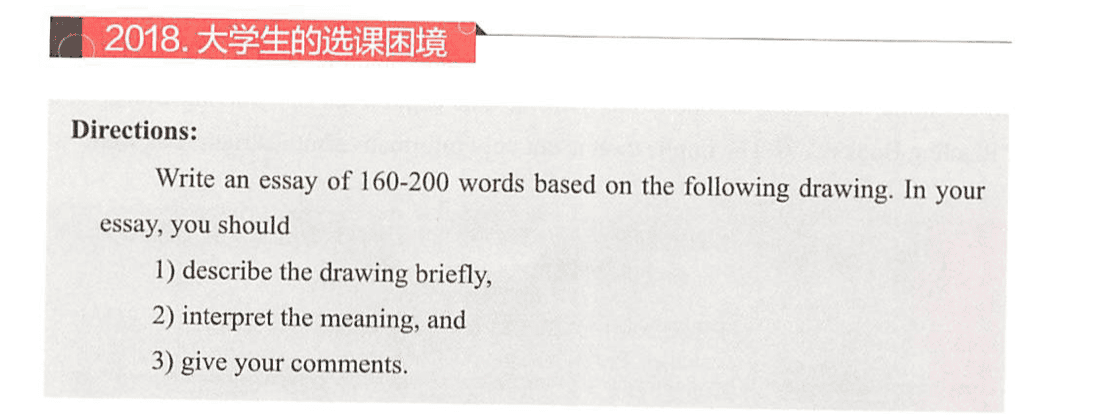 2018. 大学生的选课困境
Directions:
Write an essay of 160-200 words based on the following drawing. In your
essay, you should
1) describe the drawing briefly,
2) interpret the meaning, and
3) give your comments.